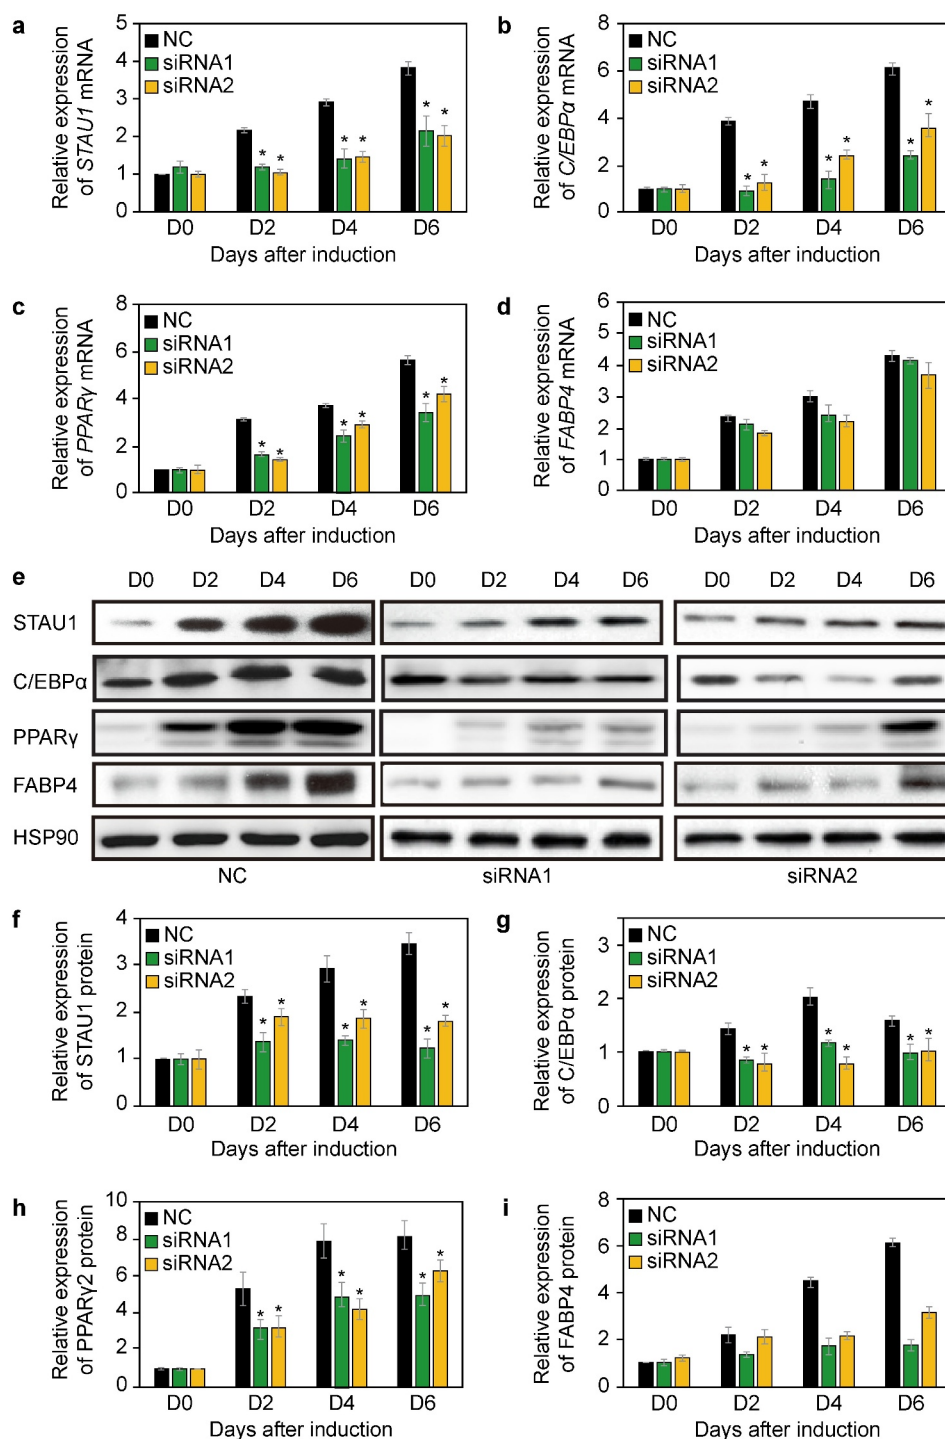 a
Relative expression
of STAU1 mRNA
5
4
3
2
1
0
NC
siRNA1
siRNA2
* * * * * *
D0 D2 D4 D6
Days after induction
b
Relative expression
of C/EBPα mRNA
8
6
4
2
0
NC
siRNA1
siRNA2
* * * * * *
D0 D2 D4 D6
Days after induction
c
Relative expression
of PPARγ mRNA
8
6
4
2
0
NC
siRNA1
siRNA2
* * * * * *
D0 D2 D4 D6
Days after induction
d
Relative expression
of FABP4 mRNA
6
4
3
2
1
0
NC
siRNA1
siRNA2
D0 D2 D4 D6
Days after induction
e
D0 D2 D4 D6 D0 D2 D4 D6 D0 D2 D4 D6
STAU1
C/EBPα
PPARγ
FABP4
HSP90
NC siRNA1 siRNA2
f
Relative expression
of STAU1 protein
4
3
2
1
0
NC
siRNA1
siRNA2
* * * * * *
D0 D2 D4 D6
Days after induction
g
Relative expression
of C/EBPα protein
3
2
1
0
NC
siRNA1
siRNA2
* * * * * *
D0 D2 D4 D6
Days after induction
h
Relative expression
of PPARγ2 protein
10
8
6
4
2
0
NC
siRNA1
siRNA2
* * * * * *
D0 D2 D4 D6
Days after induction
i
Relative expression
of FABP4 protein
8
6
4
2
0
NC
siRNA1
siRNA2
D0 D2 D4 D6
Days after induction